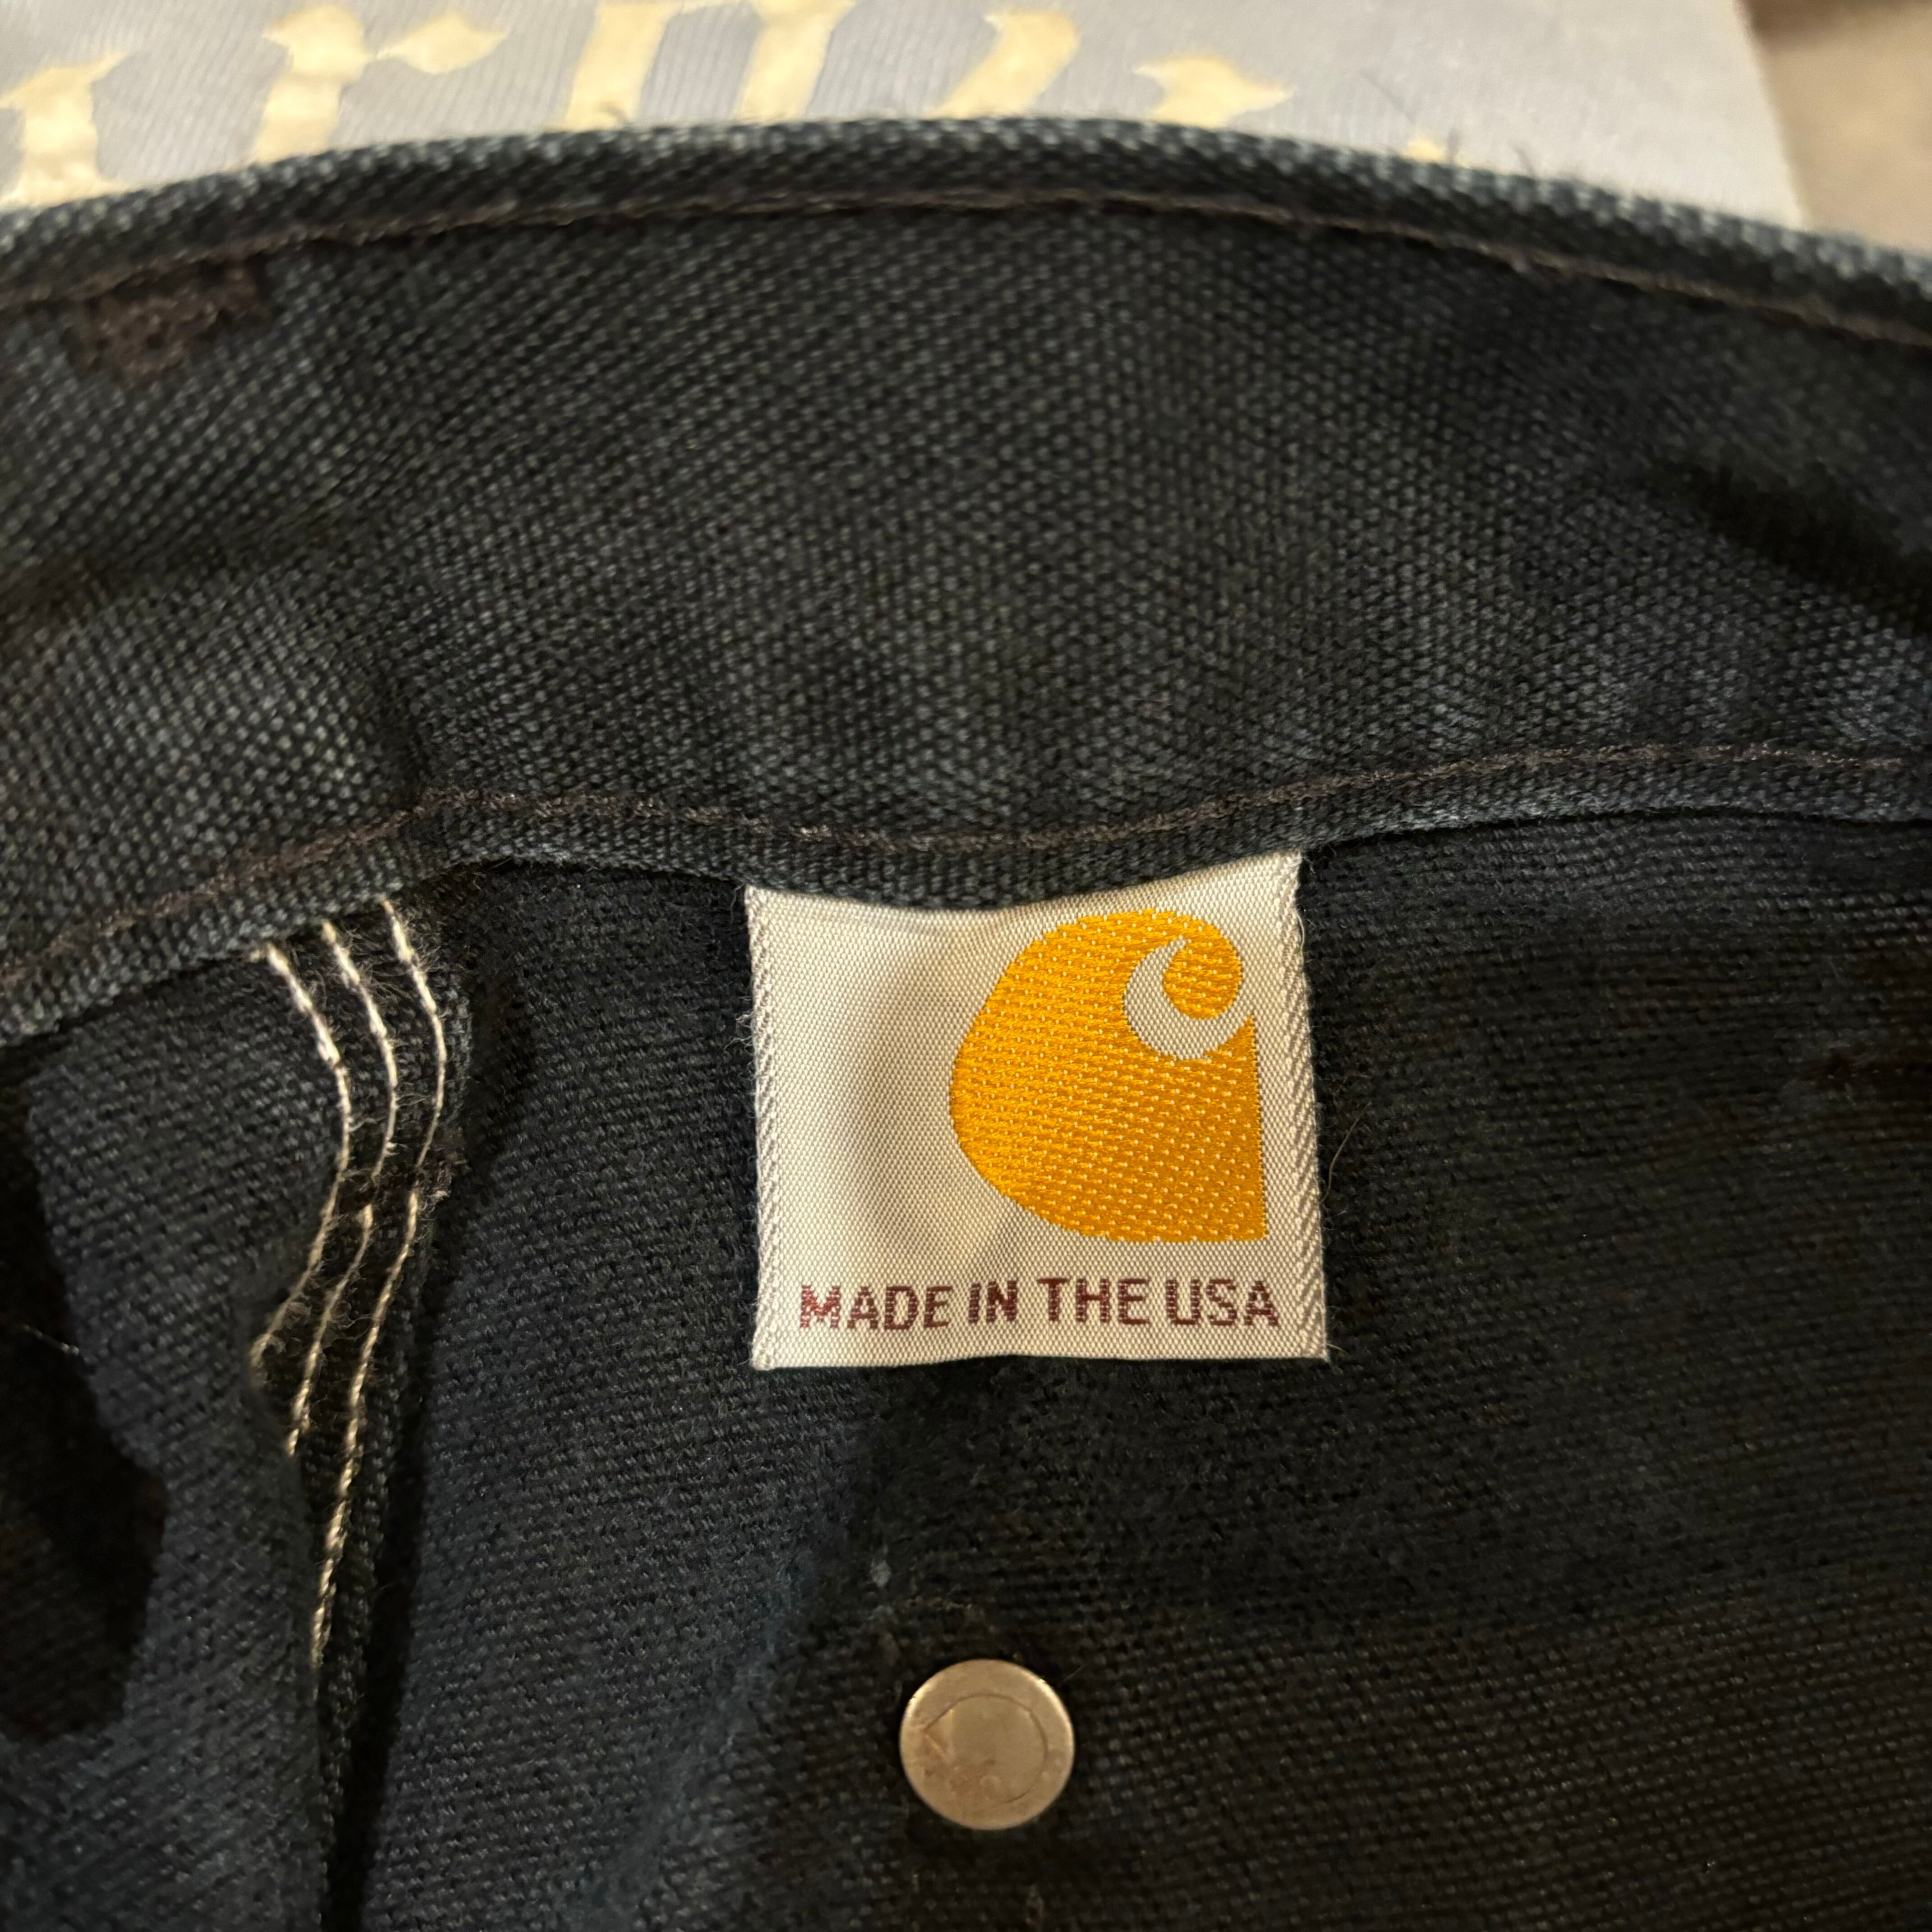 MADE IN THE USA